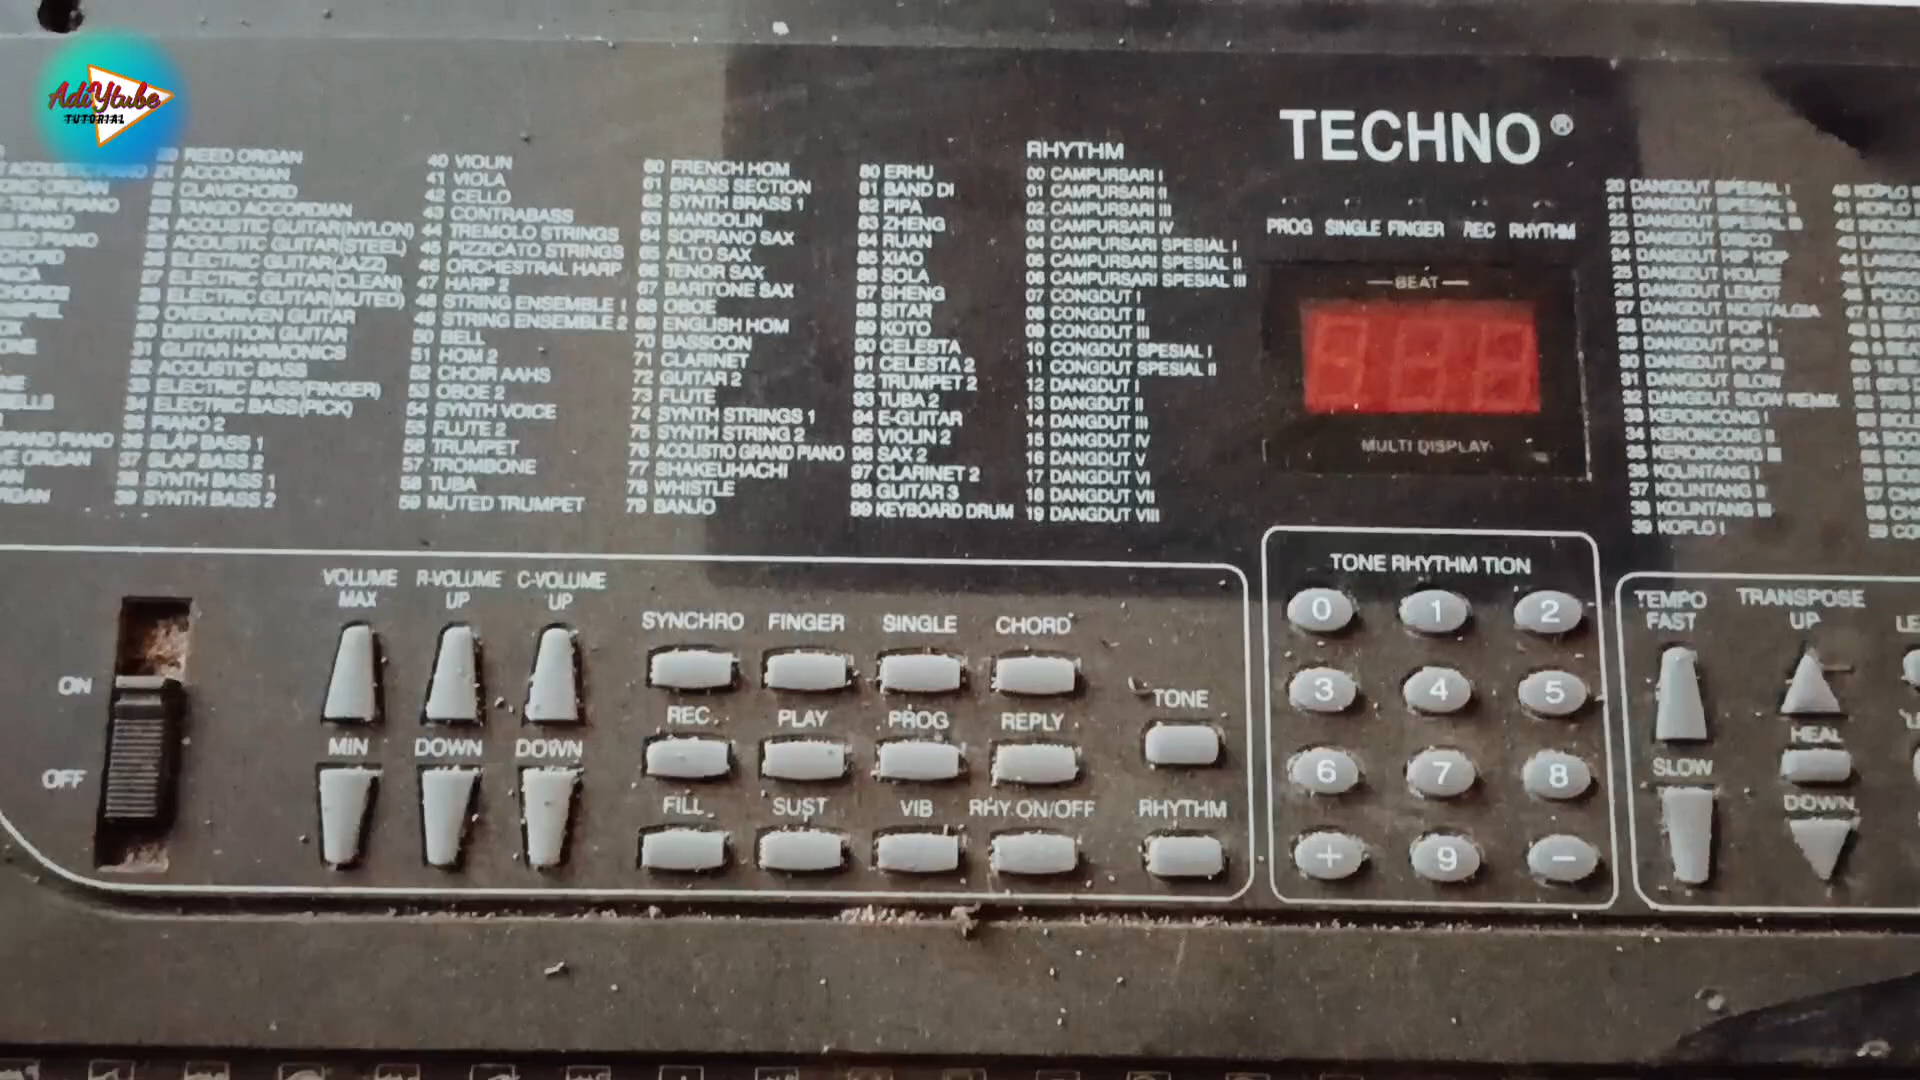 AdiYtube
TUTORIAL
TECHNO®
PROG SINGLE FINGER REC RHYTHM
BEAT
MULTI DISPLAY
REED ORGAN
21 ACCORDIAN
22 CLAVICHORD
23 TANGO ACCORDIAN
24 ACOUSTIC GUITAR(NYLON)
25 ACOUSTIC GUITAR(STEEL)
26 ELECTRIC GUITAR(JAZZ)
27 ELECTRIC GUITAR(CLEAN)
28 ELECTRIC GUITAR(MUTED)
29 OVERDRIVEN GUITAR
30 DISTORTION GUITAR
31 GUITAR HARMONICS
32 ACOUSTIC BASS
33 ELECTRIC BASS(FINGER)
34 ELECTRIC BASS(PICK)
35 PIANO 2
36 SLAP BASS 1
37 SLAP BASS 2
38 SYNTH BASS 1
39 SYNTH BASS 2
40 VIOLIN
41 VIOLA
42 CELLO
43 CONTRABASS
44 TREMOLO STRINGS
45 PIZZICATO STRINGS
46 ORCHESTRAL HARP
47 HARP 2
48 STRING ENSEMBLE 1
49 STRING ENSEMBLE 2
50 BELL
51 HOM 2
52 CHOIR AAHS
53 OBOE 2
54 SYNTH VOICE
55 FLUTE 2
56 TRUMPET
57 TROMBONE
58 TUBA
59 MUTED TRUMPET
60 FRENCH HOM
61 BRASS SECTION
62 SYNTH BRASS 1
63 MANDOLIN
64 SOPRANO SAX
65 ALTO SAX
66 TENOR SAX
67 BARITONE SAX
68 OBOE
69 ENGLISH HOM
70 BASSOON
71 CLARINET
72 GUITAR 2
73 FLUTE
74 SYNTH STRINGS 1
75 SYNTH STRING 2
76 ACOUSTIO GRAND PIANO
77 SHAKEUHACHI
78 WHISTLE
79 BANJO
80 ERHU
81 BAND DI
82 PIPA
83 ZHENG
84 RUAN
85 XIAO
86 SOLA
87 SHENG
88 SITAR
89 KOTO
90 CELESTA
91 CELESTA 2
92 TRUMPET 2
93 TUBA 2
94 E-GUITAR
95 VIOLIN 2
96 SAX 2
97 CLARINET 2
98 GUITAR 3
99 KEYBOARD DRUM
RHYTHM
00 CAMPURSARI I
01 CAMPURSARI II
02 CAMPURSARI III
03 CAMPURSARI IV
04 CAMPURSARI SPESIAL I
05 CAMPURSARI SPESIAL II
06 CAMPURSARI SPESIAL III
07 CONGDUT I
08 CONGDUT II
09 CONGDUT III
10 CONGDUT SPESIAL I
11 CONGDUT SPESIAL II
12 DANGDUT I
13 DANGDUT II
14 DANGDUT III
15 DANGDUT IV
16 DANGDUT V
17 DANGDUT VI
18 DANGDUT VII
19 DANGDUT VIII
20 DANGDUT SPESIAL I
21 DANGDUT SPESIAL II
22 DANGDUT SPESIAL III
23 DANGDUT DISCO
24 DANGDUT HIP HOP
25 DANGDUT HOUSE
26 DANGDUT LEMOT
27 DANGDUT NOSTALGIA
28 DANGDUT POP I
29 DANGDUT POP II
30 DANGDUT POP III
31 DANGDUT SLOW
32 DANGDUT SLOW REMIX
33 KERONCONG I
34 KERONCONG II
35 KERONCONG III
36 KOLINTANG I
37 KOLINTANG II
38 KOLINTANG III
39 KOPLO I
ON
OFF
VOLUME R-VOLUME C-VOLUME
MAX UP UP
MIN DOWN DOWN
SYNCHRO FINGER SINGLE CHORD
REC PLAY PROG REPLY
FILL SUST VIB RHY.ON/OFF
TONE
RHYTHM
TONE RHYTHM TION
0 1 2
3 4 5
6 7 8
+ 9 −
TEMPO
FAST
SLOW
TRANSPOSE
UP
HEAL
DOWN